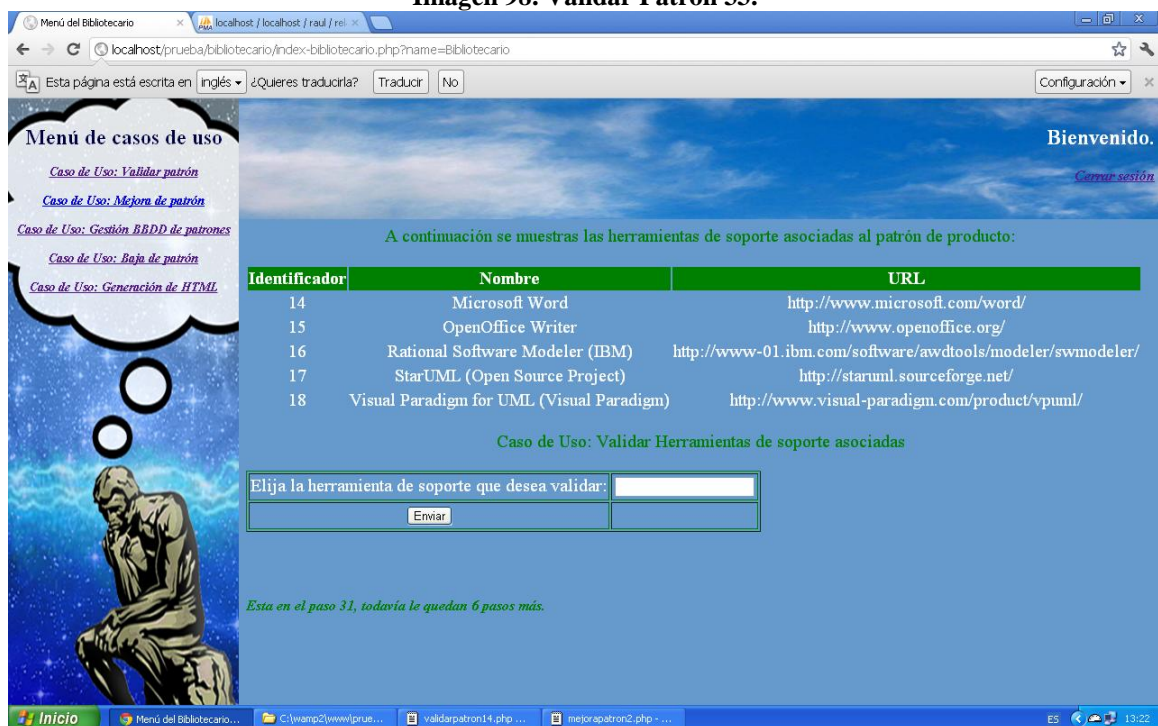 Imagen 98: Validar Patrón 33.
Menú del Bibliotecario
localhost / localhost / raul / rel
localhost/prueba/bibliotecario/index-bibliotecario.php?name=Bibliotecario
Esta página está escrita en inglés ¿Quieres traducirla? Traducir No Configuración
Menú de casos de uso
Caso de Uso: Validar patrón
Caso de Uso: Mejora de patrón
Caso de Uso: Gestión BBDD de patrones
Caso de Uso: Baja de patrón
Caso de Uso: Generación de HTML
Bienvenido.
Cerrar sesión
A continuación se muestras las herramientas de soporte asociadas al patrón de producto:
Identificador Nombre URL
14 Microsoft Word http://www.microsoft.com/word/
15 OpenOffice Writer http://www.openoffice.org/
16 Rational Software Modeler (IBM) http://www-01.ibm.com/software/awdtools/modeler/swmodeler/
17 StarUML (Open Source Project) http://staruml.sourceforge.net/
18 Visual Paradigm for UML (Visual Paradigm) http://www.visual-paradigm.com/product/vpuml/
Caso de Uso: Validar Herramientas de soporte asociadas
Elija la herramienta de soporte que desea validar:
Enviar
Esta en el paso 31, todavía le quedan 6 pasos más.
Inicio Menú del Bibliotecario... C:\wamp2\www\prue... validarpatron14.php ... mejorapatron2.php - ... ES 13:22